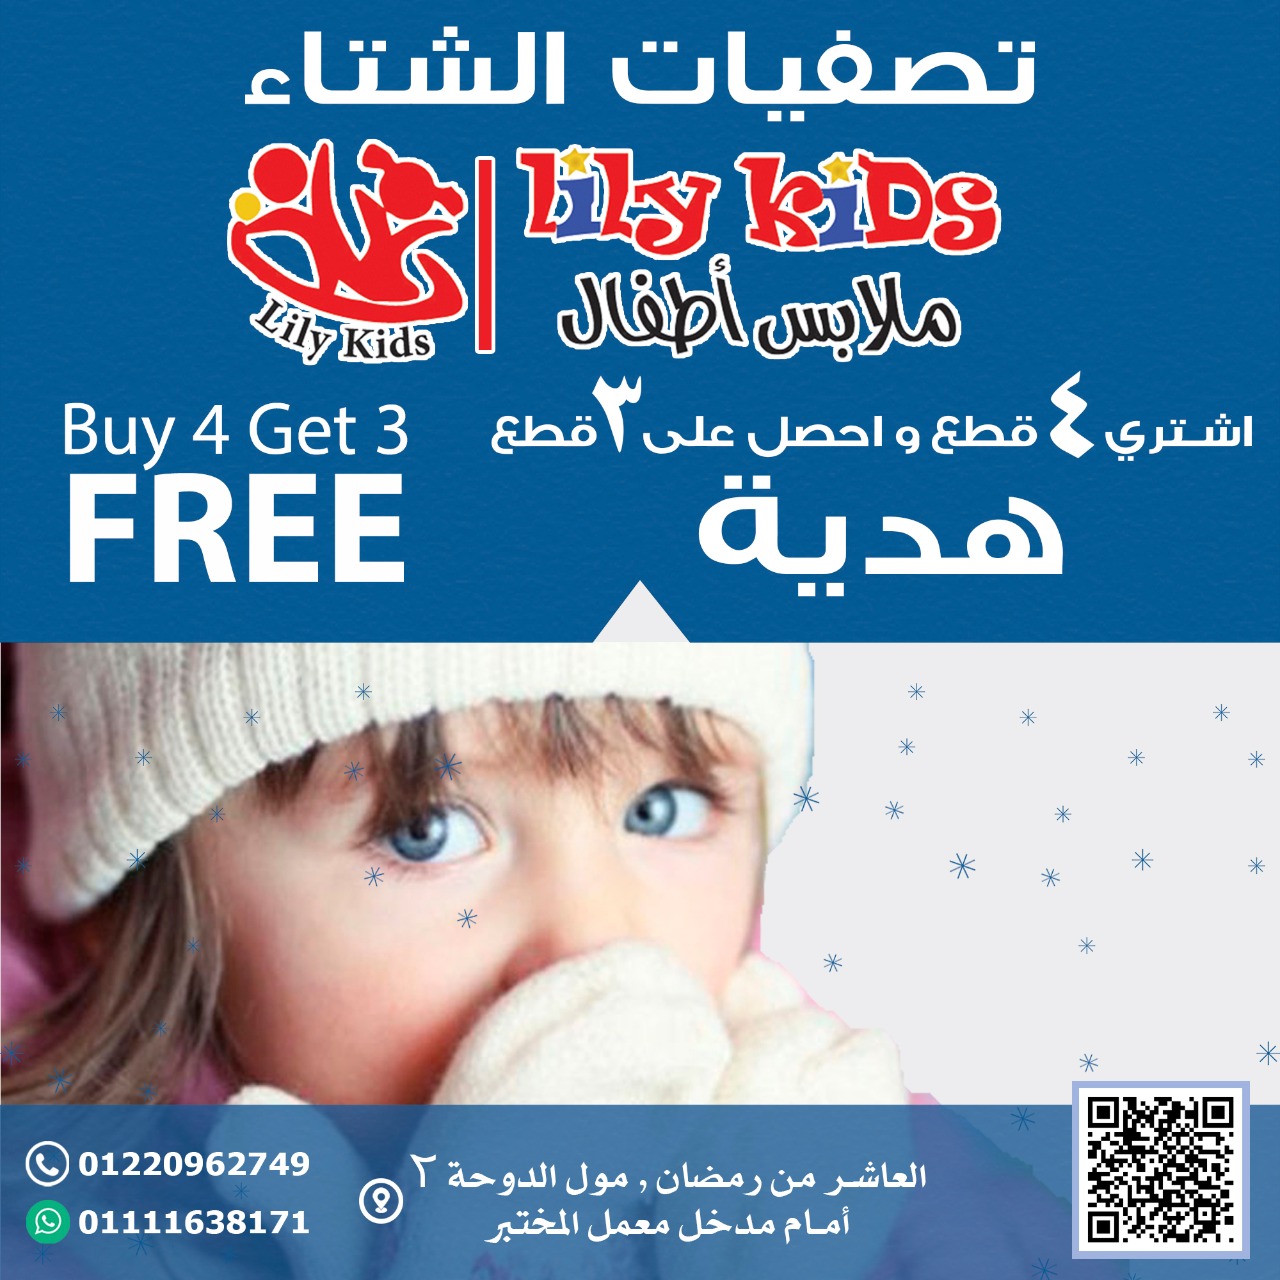 تصفيات الشتاء
Lily Kids
ملابس أطفال
Lily Kids
اشتري ٤ قطع و احصل على ٣ قطع
هدية
Buy 4 Get 3
FREE
01220962749
01111638171
العاشر من رمضان , مول الدوحة ٢
أمام مدخل معمل المختبر